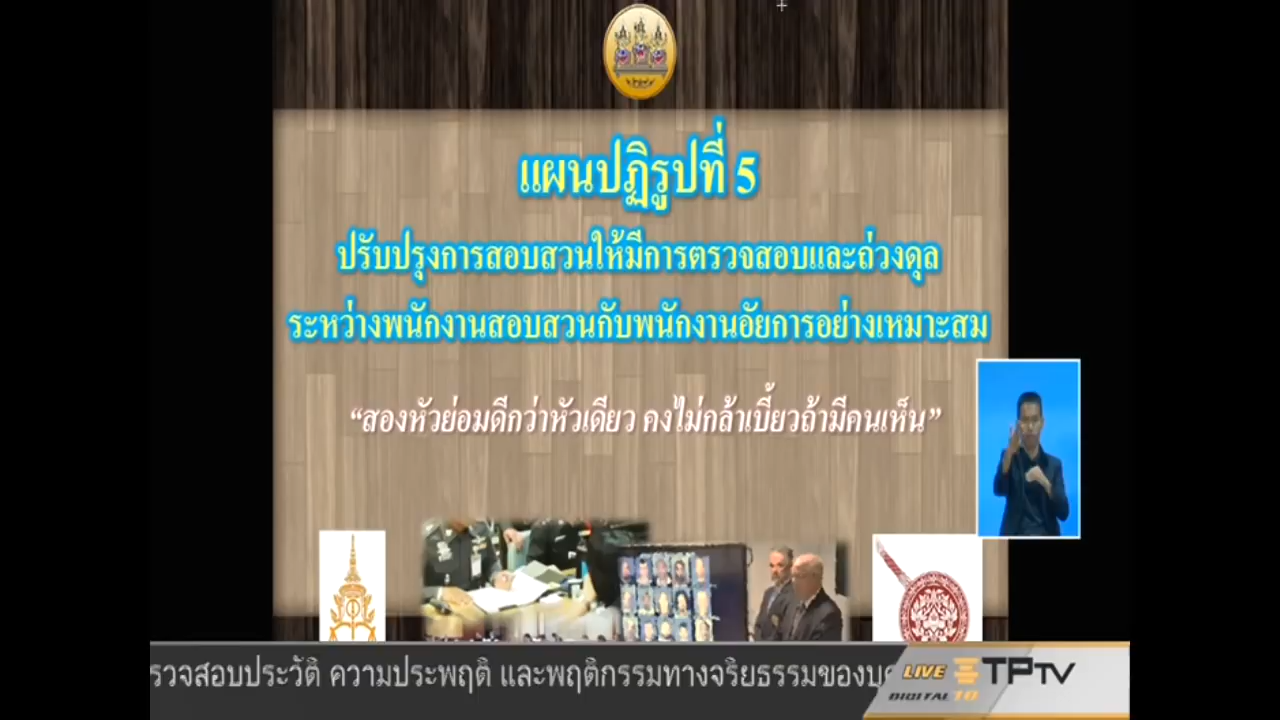 แผนปฏิรูปที่ 5
ปรับปรุงการสอบสวนให้มีการตรวจสอบและถ่วงดุล
ระหว่างพนักงานสอบสวนกับพนักงานอัยการอย่างเหมาะสม
“สองหัวย่อมดีกว่าหัวเดียว คงไม่กล้าเบี้ยวถ้ามีคนเห็น”
รวจสอบประวัติ ความประพฤติ และพฤติกรรมทางจริยธรรมของบุค
LIVE TPTV
DIGITAL 10